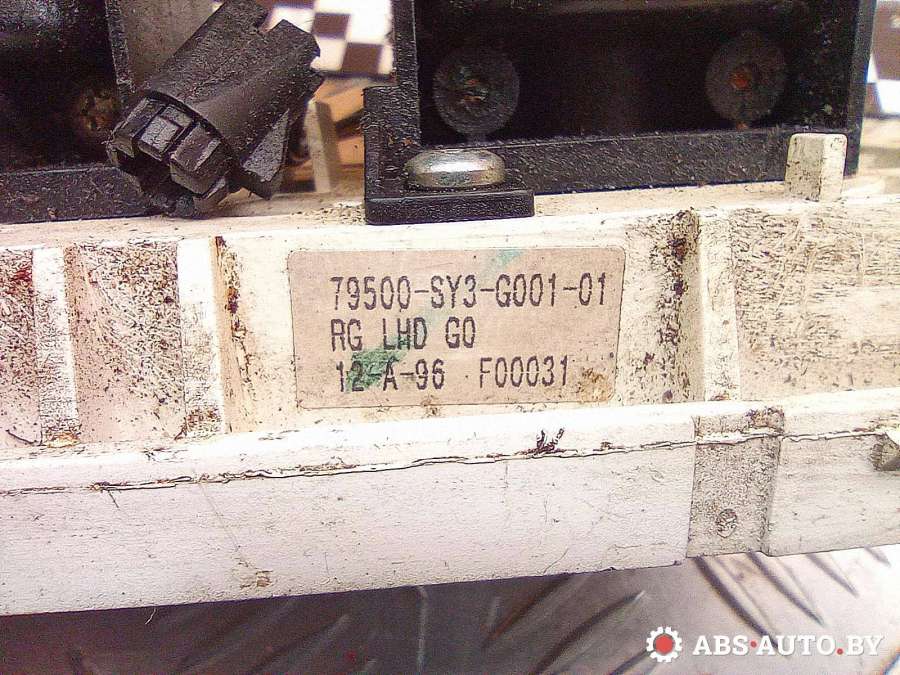 79500-SY3-G001-01
RG LHD G0
12-A-96 F00031
ABS-AUTO.BY